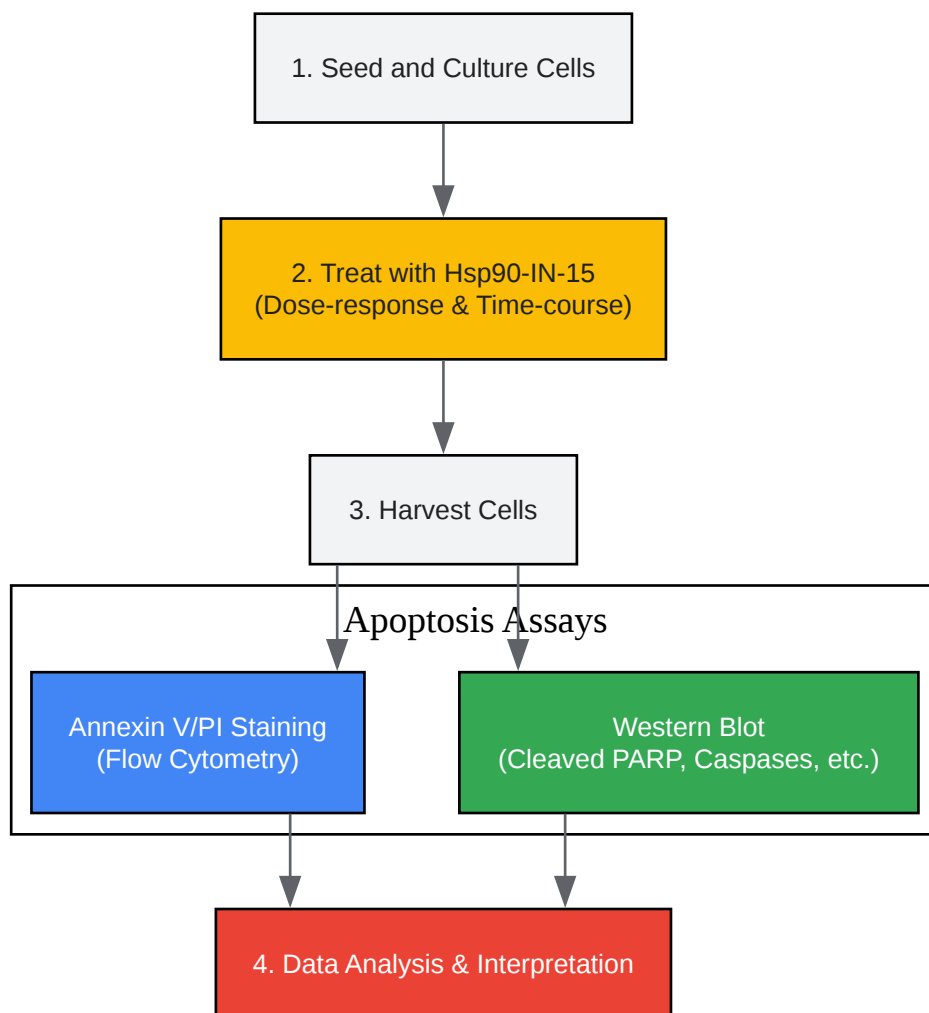 1. Seed and Culture Cells
2. Treat with Hsp90-IN-15
(Dose-response & Time-course)
3. Harvest Cells
Apoptosis Assays
Annexin V/PI Staining
(Flow Cytometry)
Western Blot
(Cleaved PARP, Caspases, etc.)
4. Data Analysis & Interpretation